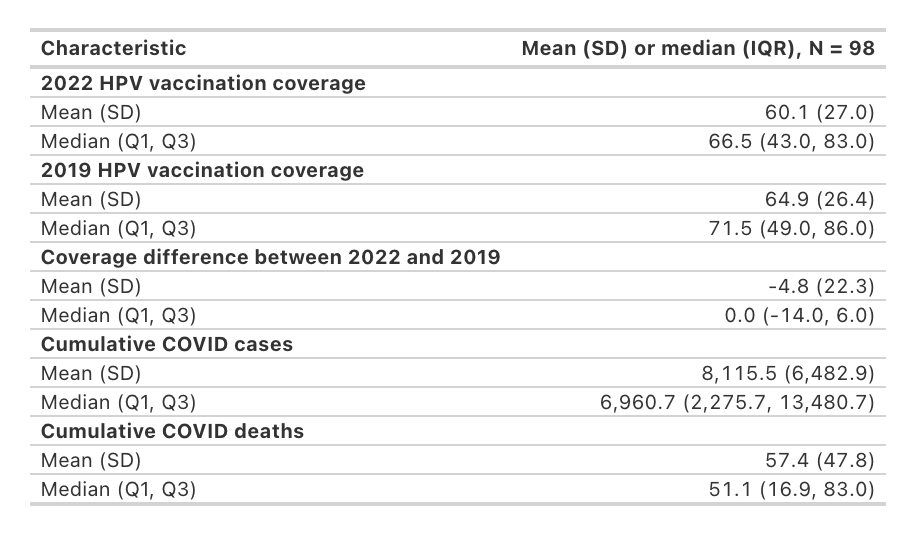 Characteristic Mean (SD) or median (IQR), N = 98
2022 HPV vaccination coverage
Mean (SD) 60.1 (27.0)
Median (Q1, Q3) 66.5 (43.0, 83.0)
2019 HPV vaccination coverage
Mean (SD) 64.9 (26.4)
Median (Q1, Q3) 71.5 (49.0, 86.0)
Coverage difference between 2022 and 2019
Mean (SD) -4.8 (22.3)
Median (Q1, Q3) 0.0 (-14.0, 6.0)
Cumulative COVID cases
Mean (SD) 8,115.5 (6,482.9)
Median (Q1, Q3) 6,960.7 (2,275.7, 13,480.7)
Cumulative COVID deaths
Mean (SD) 57.4 (47.8)
Median (Q1, Q3) 51.1 (16.9, 83.0)